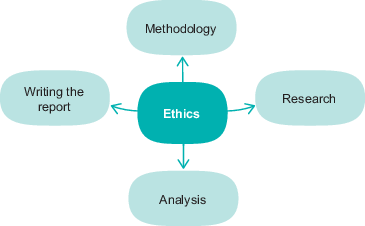 Methodology
Writing the
report
Ethics
Research
Analysis